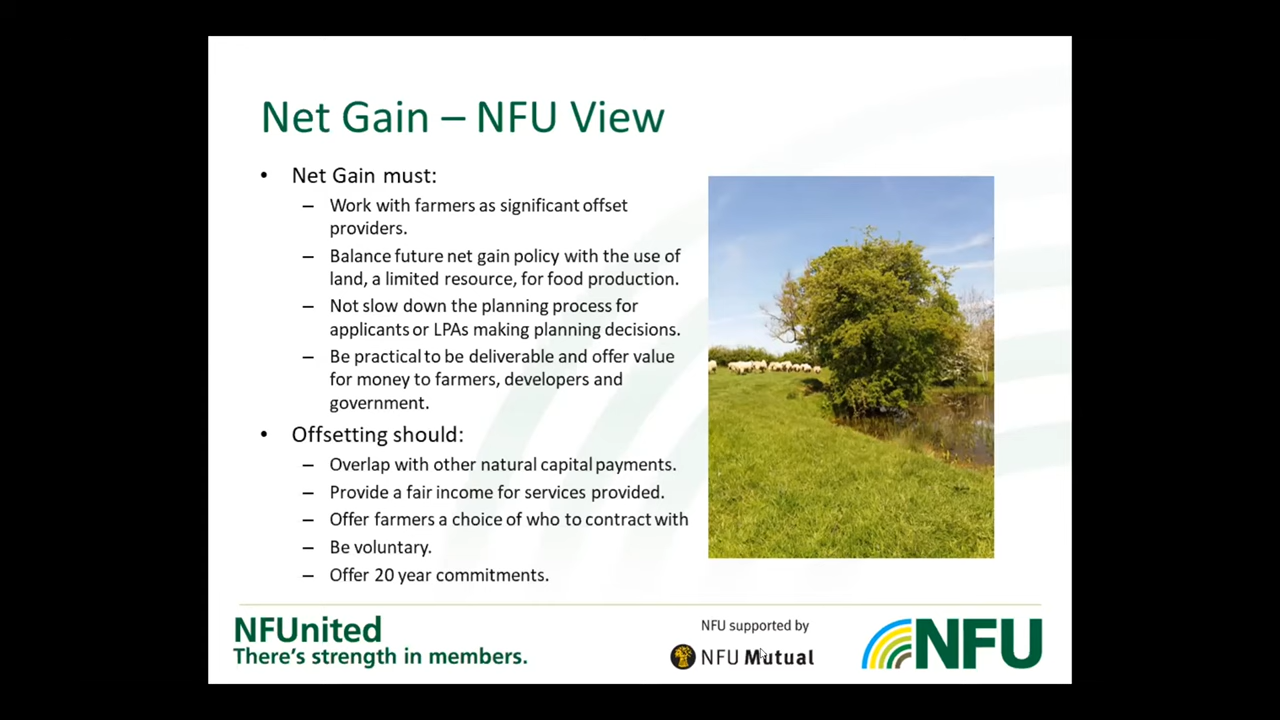 Net Gain – NFU View
• Net Gain must:
– Work with farmers as significant offset
providers.
– Balance future net gain policy with the use of
land, a limited resource, for food production.
– Not slow down the planning process for
applicants or LPAs making planning decisions.
– Be practical to be deliverable and offer value
for money to farmers, developers and
government.
• Offsetting should:
– Overlap with other natural capital payments.
– Provide a fair income for services provided.
– Offer farmers a choice of who to contract with
– Be voluntary.
– Offer 20 year commitments.
NFUnited
There's strength in members.
NFU supported by
NFU Mutual
NFU